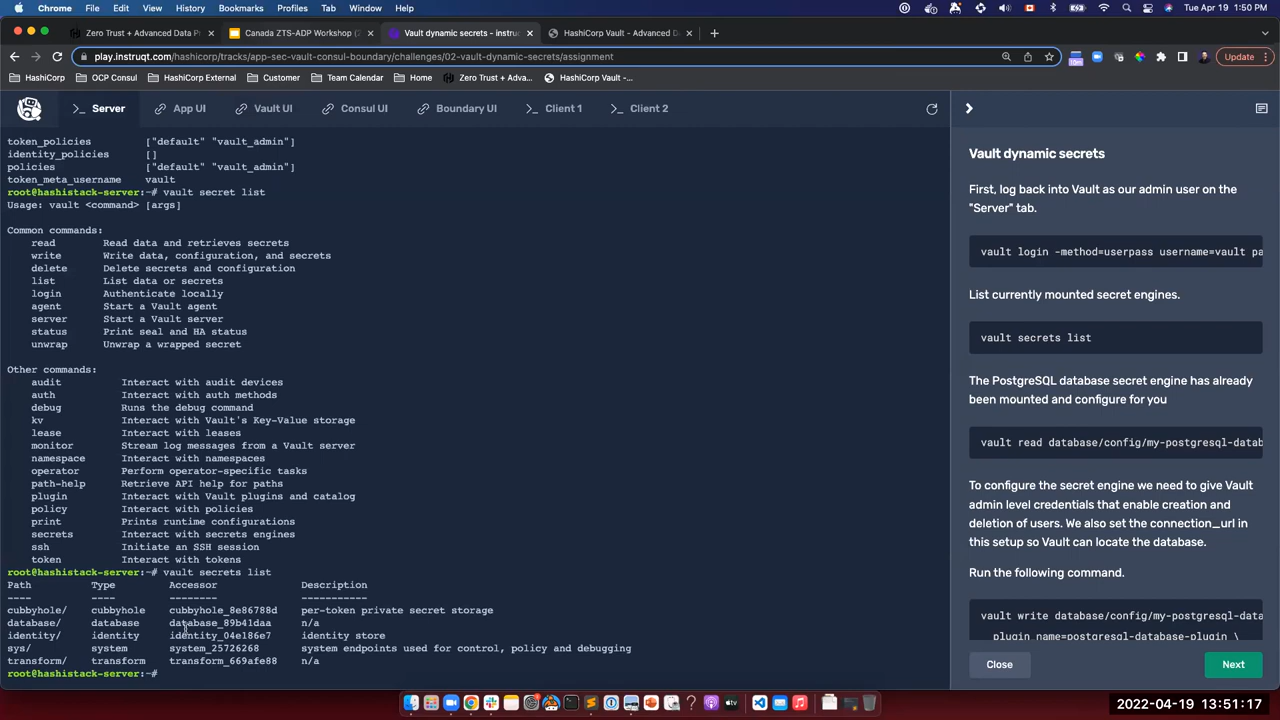 Chrome File Edit View History Bookmarks Profiles Tab Window Help Tue Apr 19 1:50 PM
Zero Trust + Advanced Data P Canada ZTS-ADP Workshop ( Vault dynamic secrets - instru HashiCorp Vault - Advanced D
play.instruqt.com/hashicorp/tracks/app-sec-vault-consul-boundary/challenges/02-vault-dynamic-secrets/assignment Update
HashiCorp OCP Consul HashiCorp External Customer Team Calendar Home Zero Trust + Adva... HashiCorp Vault -...
>_ Server App UI Vault UI Consul UI Boundary UI >_ Client 1 >_ Client 2
token_policies ["default" "vault_admin"]
identity_policies []
policies ["default" "vault_admin"]
token_meta_username vault
root@hashistack-server:~# vault secret list
Usage: vault <command> [args]
Common commands:
read Read data and retrieves secrets
write Write data, configuration, and secrets
delete Delete secrets and configuration
list List data or secrets
login Authenticate locally
agent Start a Vault agent
server Start a Vault server
status Print seal and HA status
unwrap Unwrap a wrapped secret
Other commands:
audit Interact with audit devices
auth Interact with auth methods
debug Runs the debug command
kv Interact with Vault's Key-Value storage
lease Interact with leases
monitor Stream log messages from a Vault server
namespace Interact with namespaces
operator Perform operator-specific tasks
path-help Retrieve API help for paths
plugin Interact with Vault plugins and catalog
policy Interact with policies
print Prints runtime configurations
secrets Interact with secrets engines
ssh Initiate an SSH session
token Interact with tokens
root@hashistack-server:~# vault secrets list
Path Type Accessor Description
---- ---- -------- -----------
cubbyhole/ cubbyhole cubbyhole_8e86788d per-token private secret storage
database/ database database_89b41daa n/a
identity/ identity identity_04e186e7 identity store
sys/ system system_25726268 system endpoints used for control, policy and debugging
transform/ transform transform_669afe88 n/a
root@hashistack-server:~#
Vault dynamic secrets
First, log back into Vault as our admin user on the
"Server" tab.
vault login -method=userpass username=vault pa
List currently mounted secret engines.
vault secrets list
The PostgreSQL database secret engine has already
been mounted and configure for you
vault read database/config/my-postgresql-datab
To configure the secret engine we need to give Vault
admin level credentials that enable creation and
deletion of users. We also set the connection_url in
this setup so Vault can locate the database.
Run the following command.
vault write database/config/my-postgresql-datab
plugin_name=postgresql-database-plugin \
Close Next
2022-04-19 13:51:17